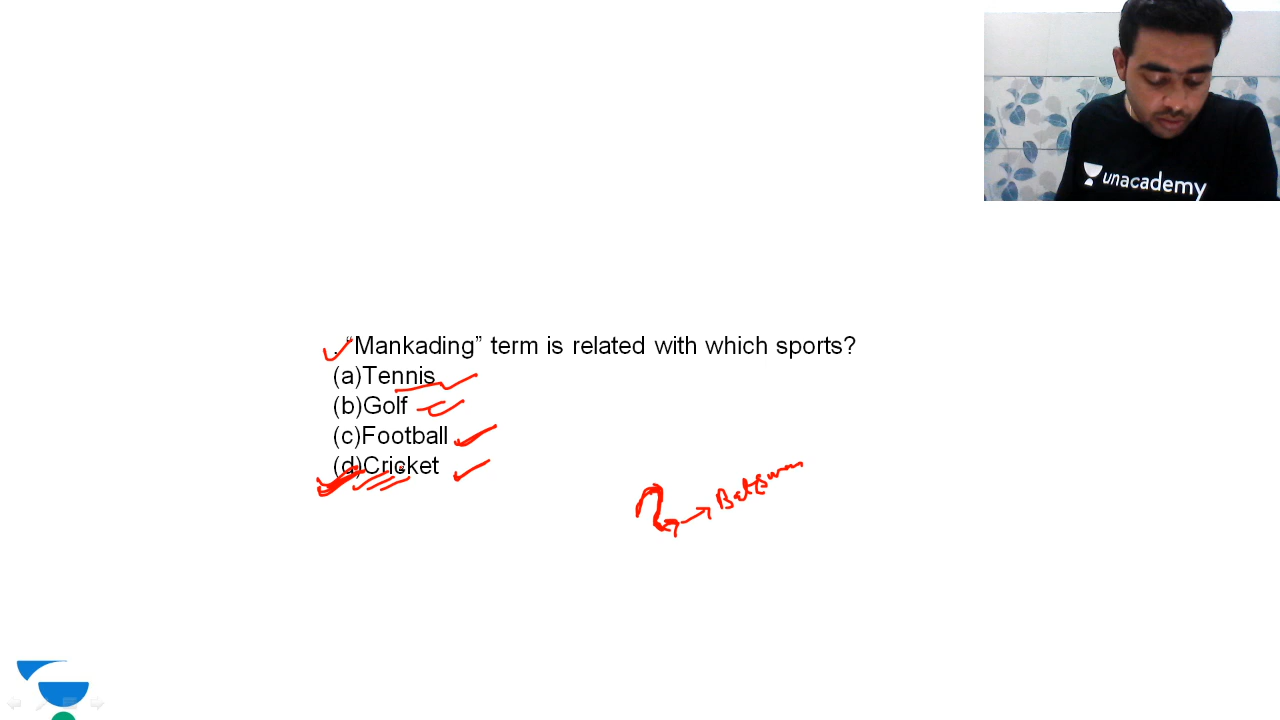 unacademy
. “Mankading” term is related with which sports?
(a)Tennis
(b)Golf
(c)Football
(d)Cricket
Batsman